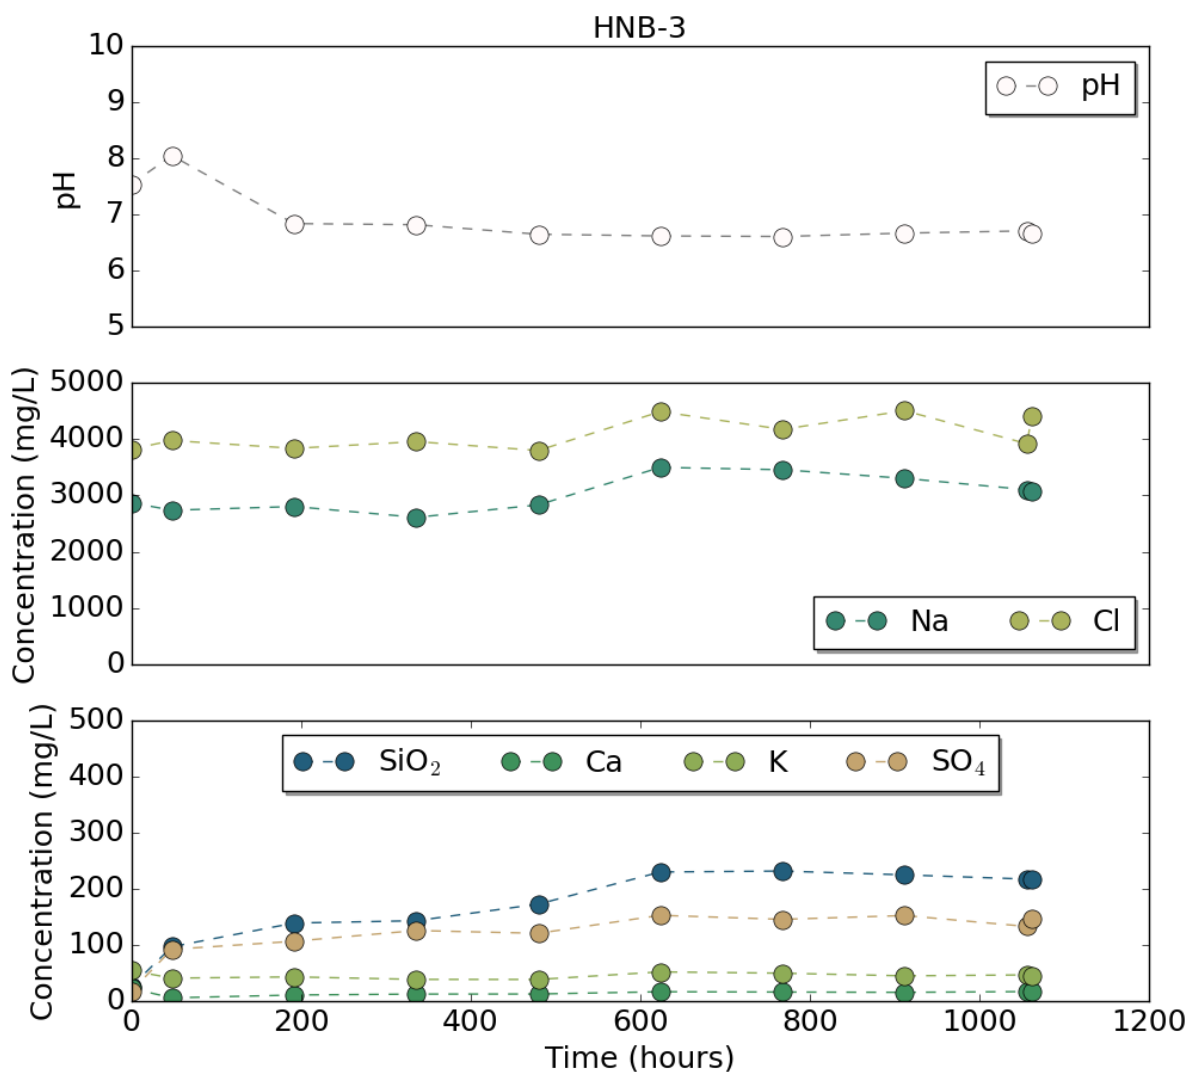 HNB-3
10
9
8
7
6
5
pH
pH
5000
4000
3000
2000
1000
0
Concentration (mg/L)
Na Cl
500
400
300
200
100
0
Concentration (mg/L)
SiO₂ Ca K SO₄
0 200 400 600 800 1000 1200
Time (hours)